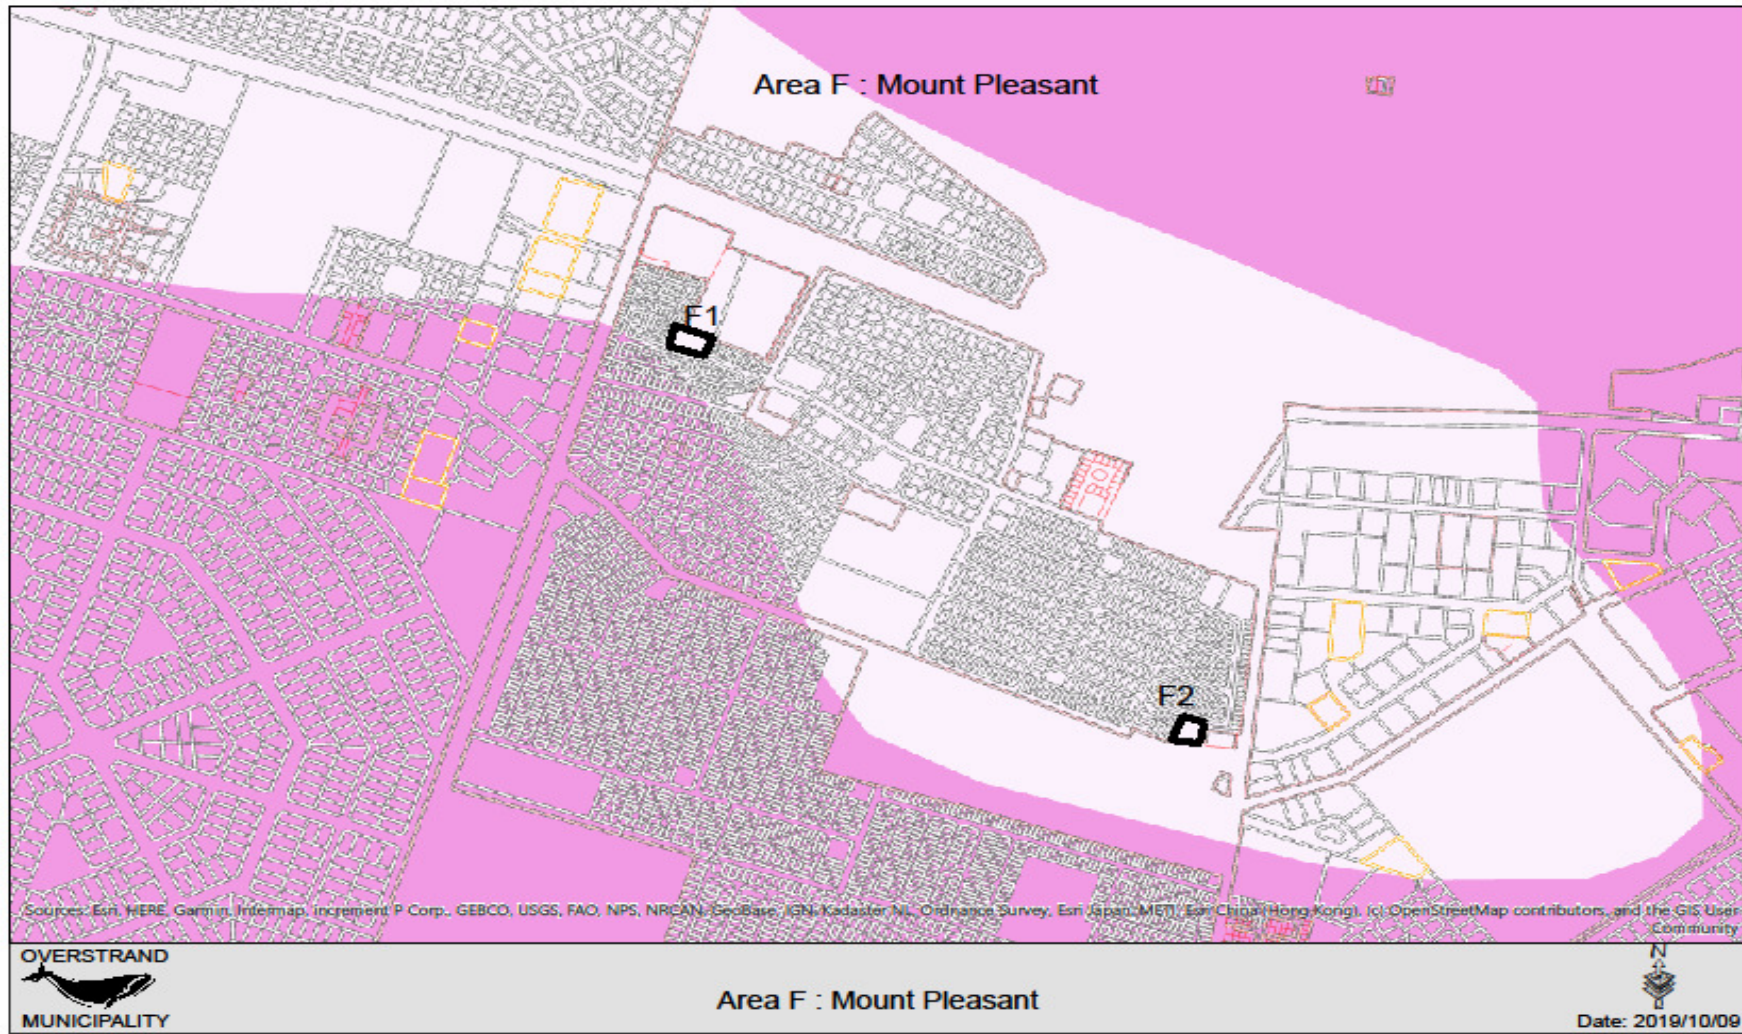 Area F : Mount Pleasant
F1
F2
Sources: Esri, HERE, Garmin, Intermap, increment P Corp., GEBCO, USGS, FAO, NPS, NRCAN, GeoBase, IGN, Kadaster NL, Ordnance Survey, Esri Japan, METI, Esri China (Hong Kong), (c) OpenStreetMap contributors, and the GIS User
Community
OVERSTRAND
MUNICIPALITY
Area F : Mount Pleasant
N
Date: 2019/10/09